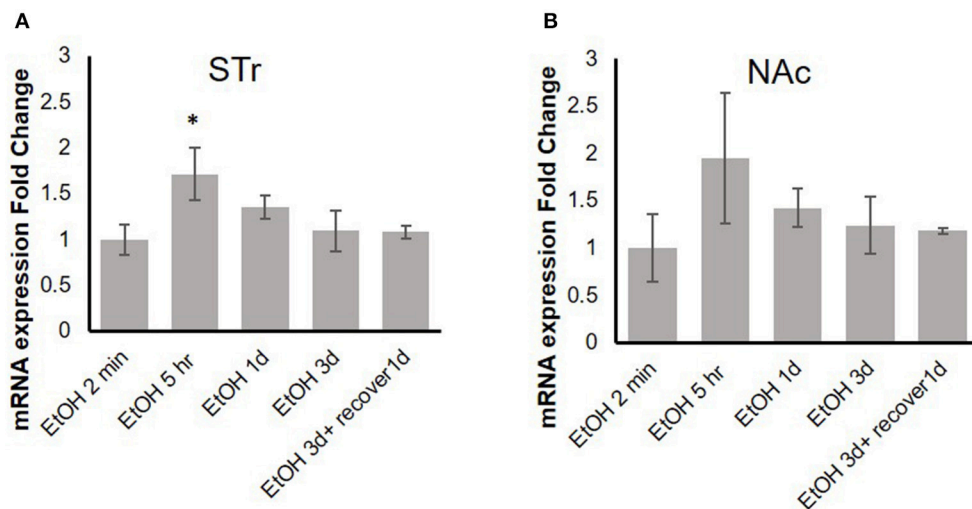 A
STr
mRNA expression Fold Change
3
2.5
2
1.5
1
0.5
0
*
EtOH 2 min
EtOH 5 hr
EtOH 1d
EtOH 3d
EtOH 3d+ recover1d
B
NAc
mRNA expression Fold Change
3
2.5
2
1.5
1
0.5
0
EtOH 2 min
EtOH 5 hr
EtOH 1d
EtOH 3d
EtOH 3d+ recover1d